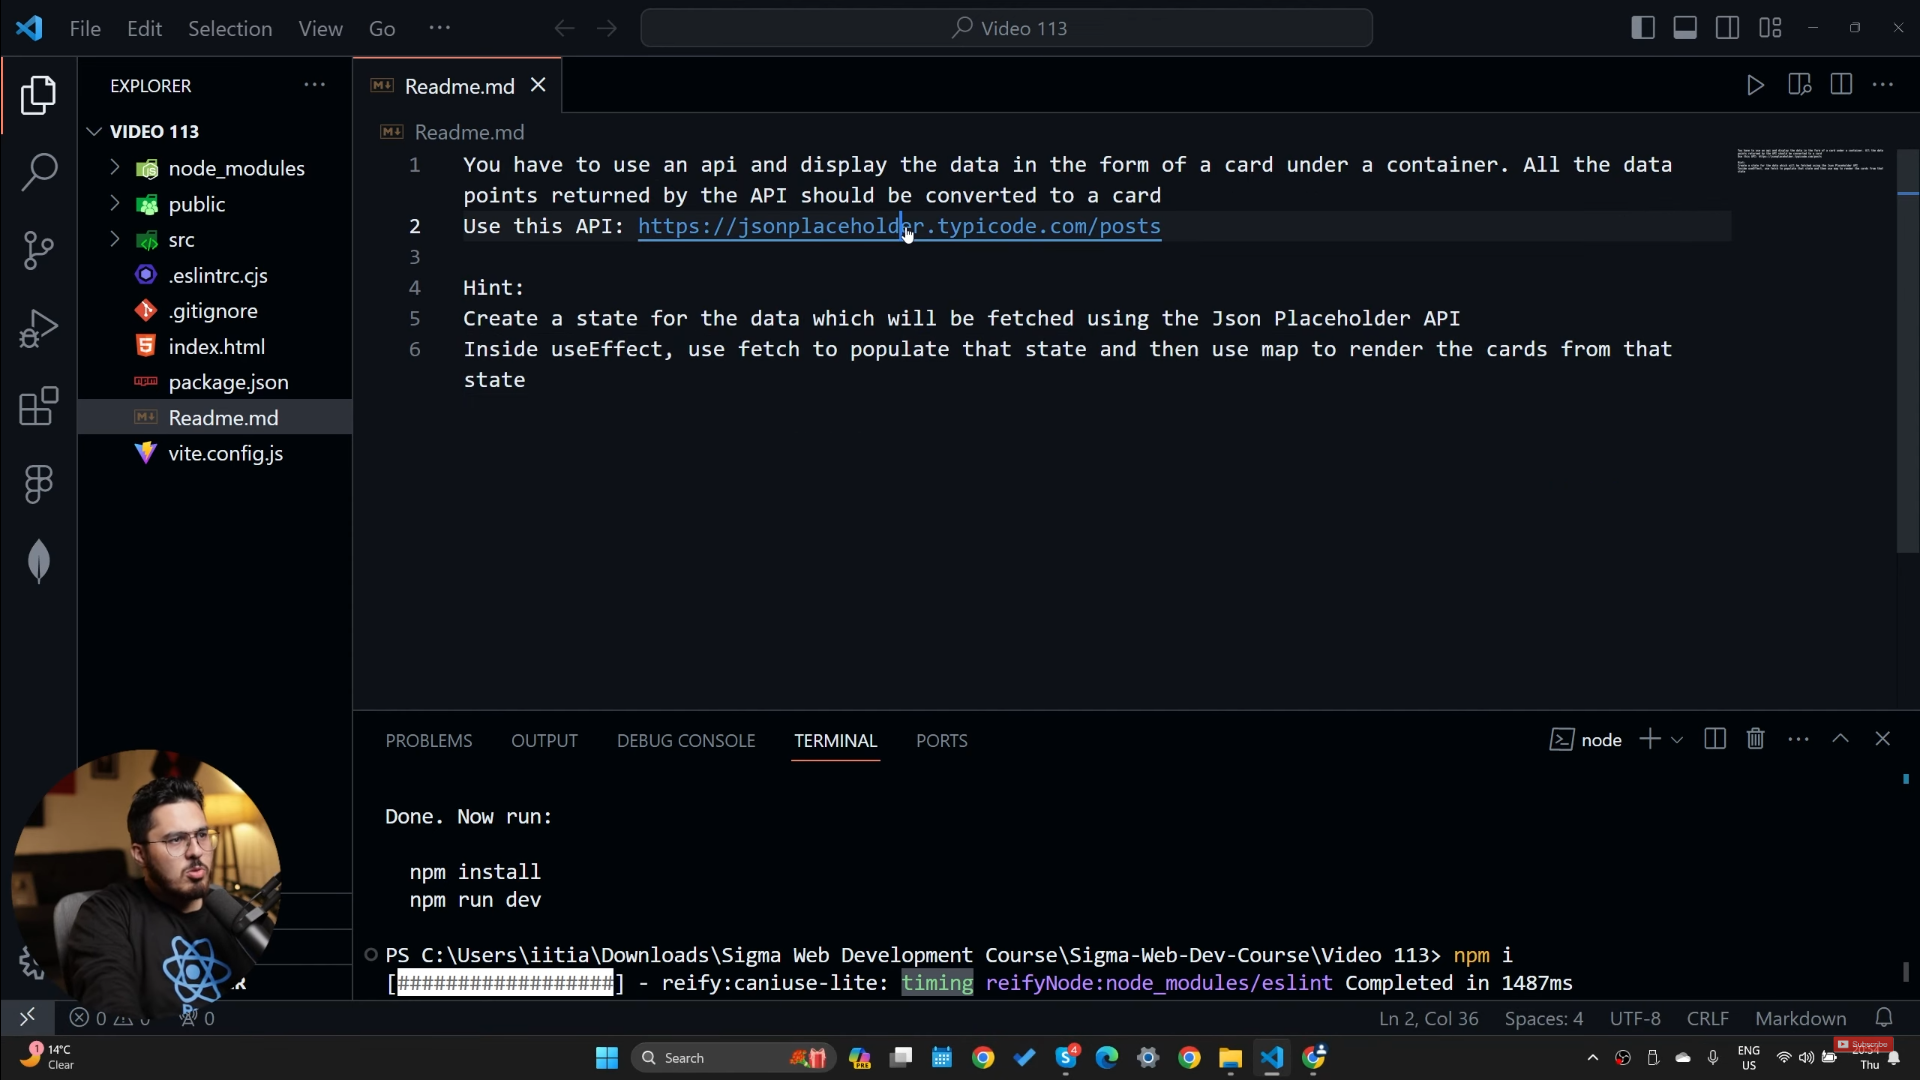 File Edit Selection View Go ···
Video 113
EXPLORER ···
VIDEO 113
node_modules
public
src
.eslintrc.cjs
.gitignore
index.html
package.json
Readme.md
vite.config.js
Readme.md
Readme.md
1 You have to use an api and display the data in the form of a card under a container. All the data
points returned by the API should be converted to a card
2 Use this API: https://jsonplaceholder.typicode.com/posts
3
4 Hint:
5 Create a state for the data which will be fetched using the Json Placeholder API
6 Inside useEffect, use fetch to populate that state and then use map to render the cards from that
state
PROBLEMS OUTPUT DEBUG CONSOLE TERMINAL PORTS
node
Done. Now run:
npm install
npm run dev
PS C:\Users\iitia\Downloads\Sigma Web Development Course\Sigma-Web-Dev-Course\Video 113> npm i
[##################] - reify:caniuse-lite: timing reifyNode:node_modules/eslint Completed in 1487ms
0 0 0
Ln 2, Col 36 Spaces: 4 UTF-8 CRLF Markdown
1 14°C
Clear
Search
PRE
4
ENG
US
Subscribe
Thu